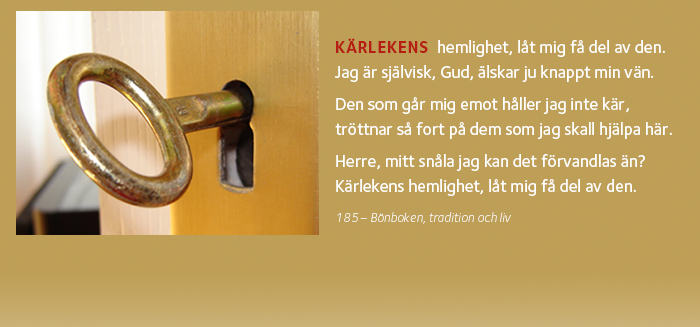 KÄRLEKENS hemlighet, låt mig få del av den.
Jag är självisk, Gud, älskar ju knappt min vän.
Den som går mig emot håller jag inte kär,
tröttnar så fort på dem som jag skall hjälpa här.
Herre, mitt snåla jag kan det förvandlas än?
Kärlekens hemlighet, låt mig få del av den.
185 – Bönboken, tradition och liv